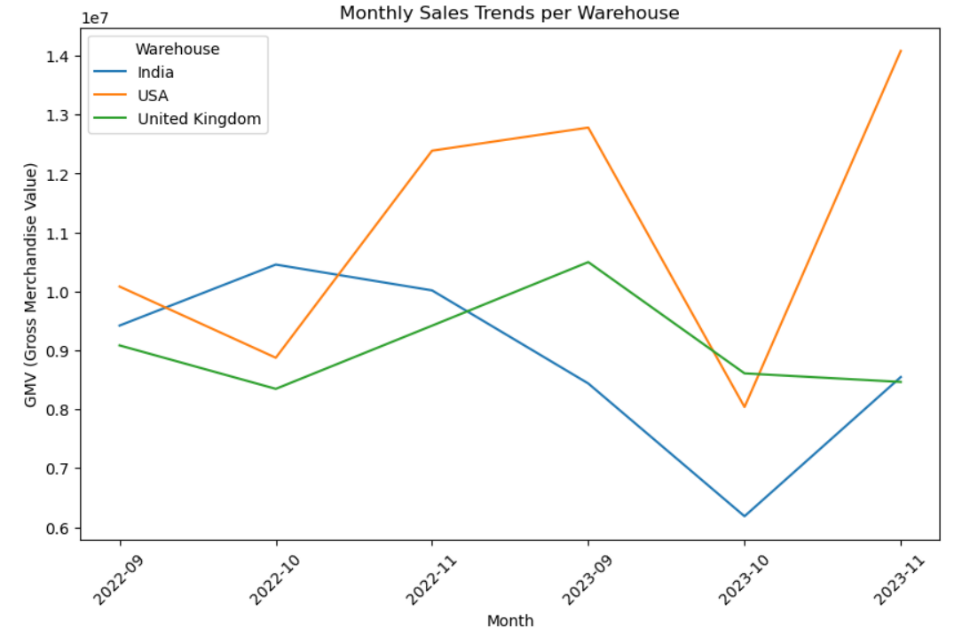 Monthly Sales Trends per Warehouse
1e7
Warehouse
India
USA
United Kingdom
GMV (Gross Merchandise Value)
1.4
1.3
1.2
1.1
1.0
0.9
0.8
0.7
0.6
2022-09
2022-10
2022-11
2023-09
2023-10
2023-11
Month